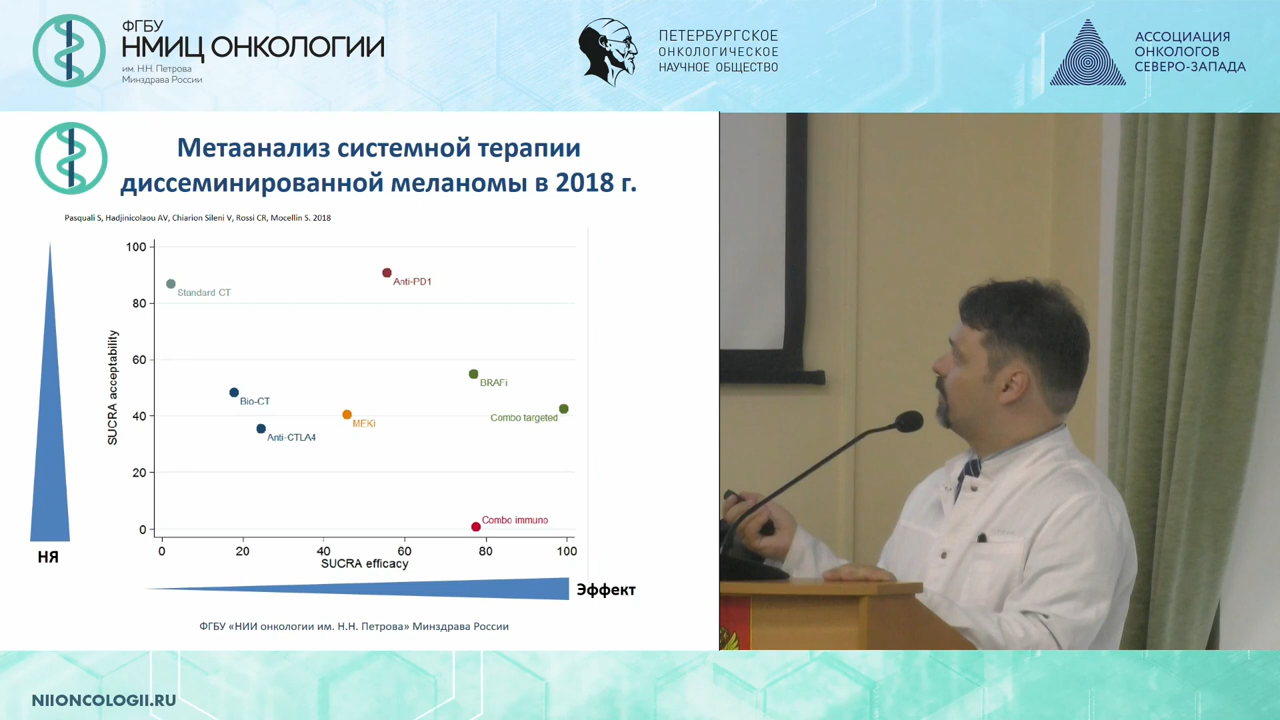 ФГБУ
НМИЦ ОНКОЛОГИИ
им. Н.Н. Петрова
Минздрава России
ПЕТЕРБУРГСКОЕ
ОНКОЛОГИЧЕСКОЕ
НАУЧНОЕ ОБЩЕСТВО
АССОЦИАЦИЯ
ОНКОЛОГОВ
СЕВЕРО-ЗАПАДА
Метаанализ системной терапии
диссеминированной меланомы в 2018 г.
Pasquali S, Hadjinicolaou AV, Chiarion Sileni V, Rossi CR, Mocellin S. 2018
100
80
60
40
20
0
SUCRA acceptability
Standard CT
Anti-PD1
BRAFi
Bio-CT
Combo targeted
MEKi
Anti-CTLA4
Combo immuno
0 20 40 60 80 100
SUCRA efficacy
НЯ
Эффект
ФГБУ «НИИ онкологии им. Н.Н. Петрова» Минздрава России
NIIONCOLOGII.RU